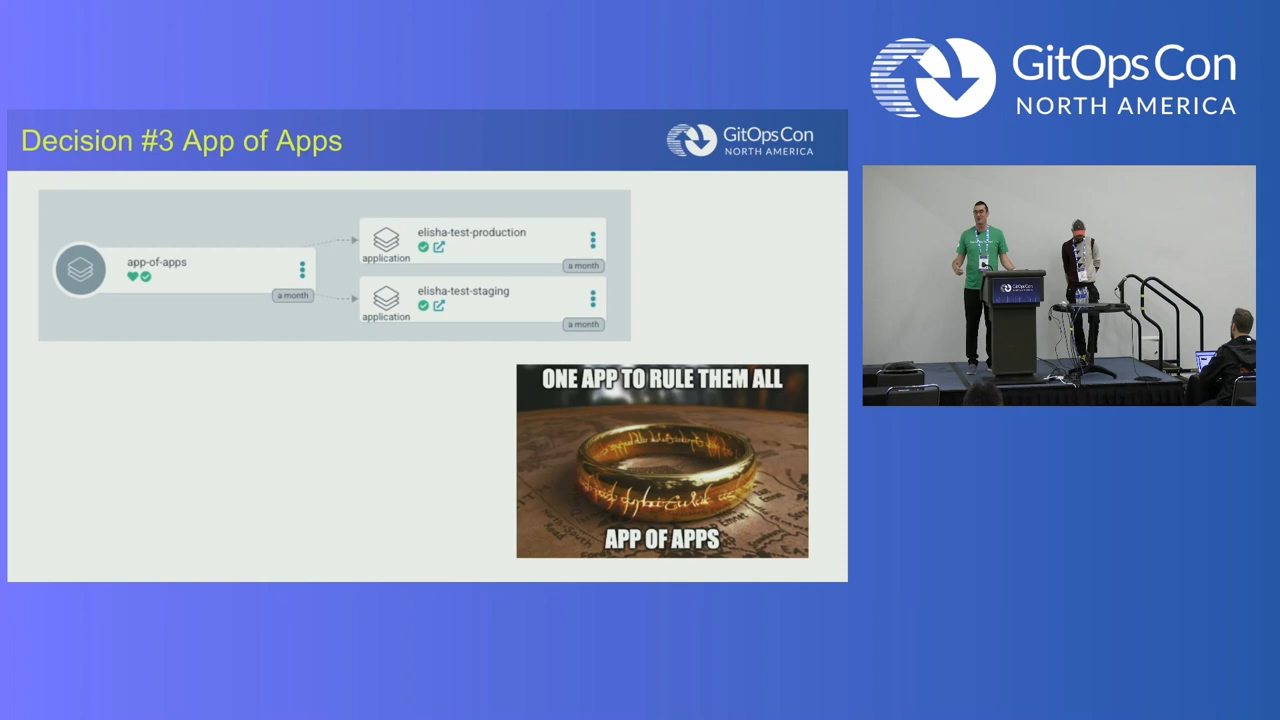 GitOpsCon
NORTH AMERICA
Decision #3 App of Apps
GitOpsCon
NORTH AMERICA
app-of-apps
a month
elisha-test-production
application
a month
elisha-test-staging
application
a month
ONE APP TO RULE THEM ALL
APP OF APPS
GitOpsCon